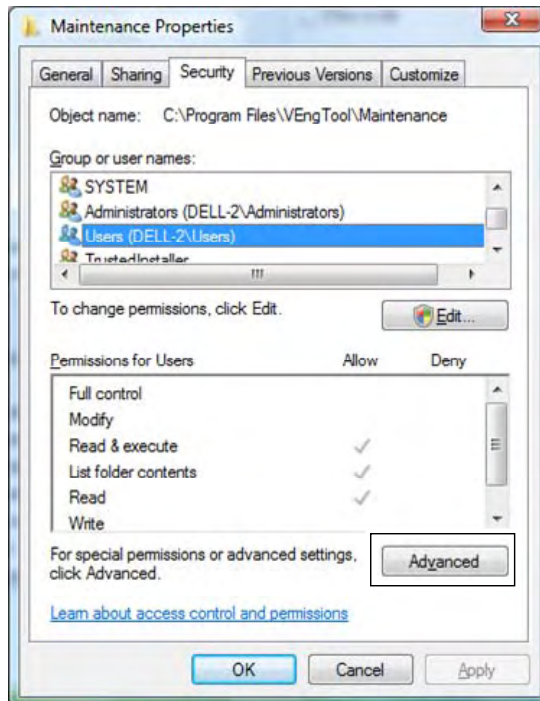 Maintenance Properties
General Sharing Security Previous Versions Customize
Object name: C:\Program Files\VEngTool\Maintenance
Group or user names:
SYSTEM
Administrators (DELL-2\Administrators)
Users (DELL-2\Users)
TrustedInstaller
To change permissions, click Edit.
Edit...
Permissions for Users Allow Deny
Full control
Modify
Read & execute
List folder contents
Read
Write
For special permissions or advanced settings, click Advanced.
Advanced
Learn about access control and permissions
OK Cancel Apply